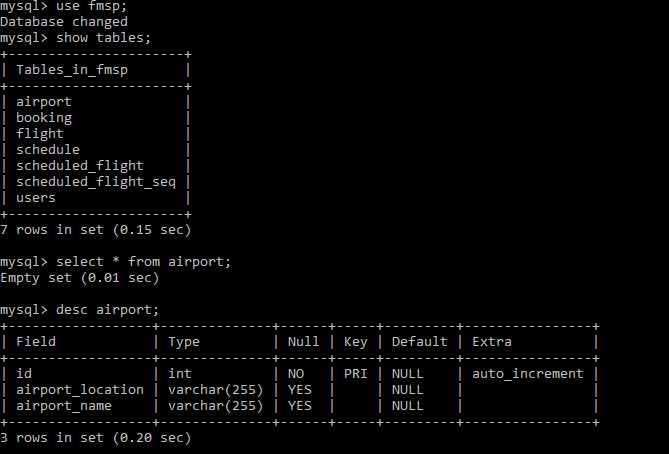 mysql> use fmsp;
Database changed
mysql> show tables;
+----------------------+
| Tables_in_fmsp       |
+----------------------+
| airport              |
| booking              |
| flight               |
| schedule             |
| scheduled_flight     |
| scheduled_flight_seq |
| users                |
+----------------------+
7 rows in set (0.15 sec)

mysql> select * from airport;
Empty set (0.01 sec)

mysql> desc airport;
+------------------+--------------+------+-----+---------+----------------+
| Field            | Type         | Null | Key | Default | Extra          |
+------------------+--------------+------+-----+---------+----------------+
| id               | int          | NO   | PRI | NULL    | auto_increment |
| airport_location | varchar(255) | YES  |     | NULL    |                |
| airport_name     | varchar(255) | YES  |     | NULL    |                |
+------------------+--------------+------+-----+---------+----------------+
3 rows in set (0.20 sec)